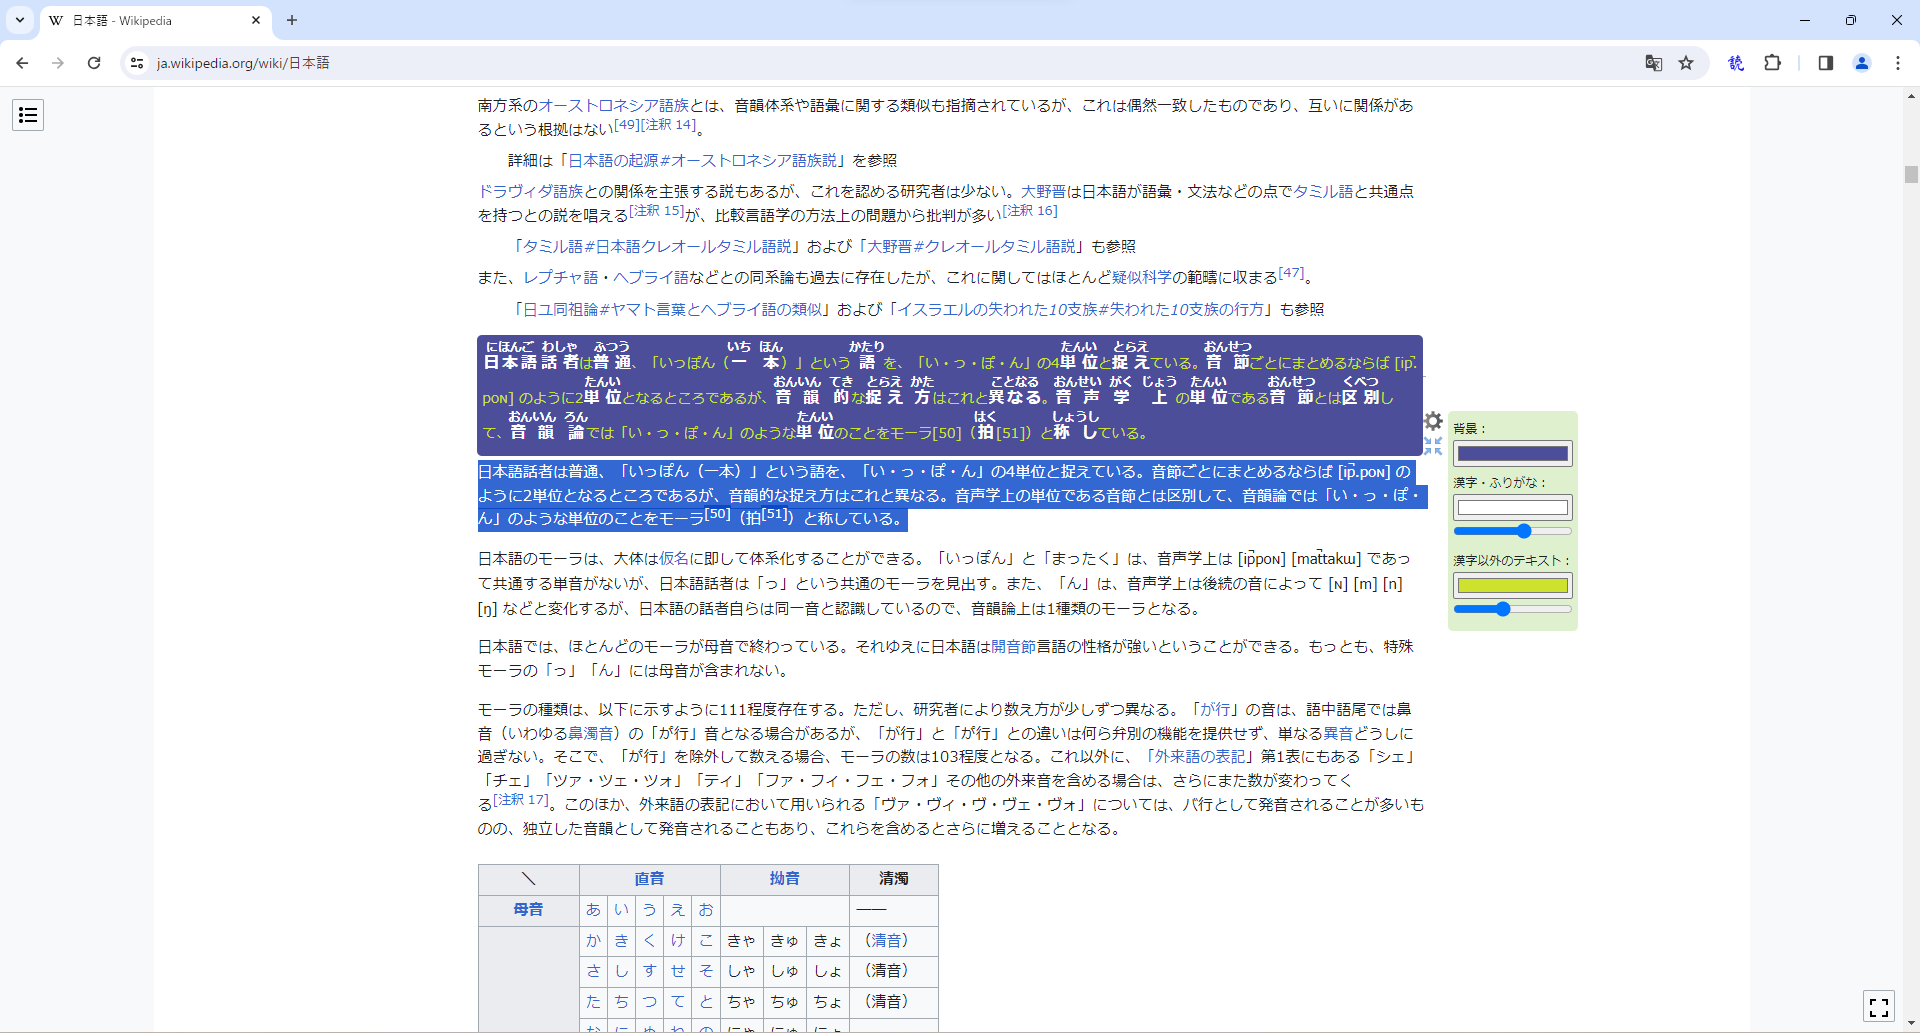 日本語 - Wikipedia
ja.wikipedia.org/wiki/日本語
南方系のオーストロネシア語族とは、音韻体系や語彙に関する類似も指摘されているが、これは偶然一致したものであり、互いに関係があ
るという根拠はない[49][注釈 14]。
詳細は「日本語の起源#オーストロネシア語族説」を参照
ドラヴィダ語族との関係を主張する説もあるが、これを認める研究者は少ない。大野晋は日本語が語彙・文法などの点でタミル語と共通点
を持つとの説を唱える[注釈 15]が、比較言語学の方法上の問題から批判が多い[注釈 16]
「タミル語#日本語クレオールタミル語説」および「大野晋#クレオールタミル語説」も参照
また、レプチャ語・ヘブライ語などとの同系論も過去に存在したが、これに関してはほとんど疑似科学の範疇に収まる[47]。
「日ユ同祖論#ヤマト言葉とヘブライ語の類似」および「イスラエルの失われた10支族#失われた10支族の行方」も参照
にほんご わしゃ ふつう いち ほん かたり たんい とらえ おんせつ
日本語話者は普通、「いっぽん（一 本）」という 語 を、「い・っ・ぽ・ん」の4単位と捉えている。音節ごとにまとめるならば [ip̚.
たんい おんいん てき とらえ かた ことなる おんせい がく じょう たんい おんせつ くべつ
poɴ] のように2単位となるところであるが、音韻的な捉え方はこれと異なる。音声学上の単位である音節とは区別し
おんいん ろん たんい はく しょうし
て、音韻論では「い・っ・ぽ・ん」のような単位のことをモーラ[50]（拍[51]）と称している。
日本語話者は普通、「いっぽん（一本）」という語を、「い・っ・ぽ・ん」の4単位と捉えている。音節ごとにまとめるならば [ip̚.poɴ] の
ように2単位となるところであるが、音韻的な捉え方はこれと異なる。音声学上の単位である音節とは区別して、音韻論では「い・っ・ぽ・
ん」のような単位のことをモーラ[50]（拍[51]）と称している。
背景：
漢字・ふりがな：
漢字以外のテキスト：
日本語のモーラは、大体は仮名に即して体系化することができる。「いっぽん」と「まったく」は、音声学上は [ip̚poɴ] [mat̚takɯ] であっ
て共通する単音がないが、日本語話者は「っ」という共通のモーラを見出す。また、「ん」は、音声学上は後続の音によって [ɴ] [m] [n]
[ŋ] などと変化するが、日本語の話者自らは同一音と認識しているので、音韻論上は1種類のモーラとなる。
日本語では、ほとんどのモーラが母音で終わっている。それゆえに日本語は開音節言語の性格が強いということができる。もっとも、特殊
モーラの「っ」「ん」には母音が含まれない。
モーラの種類は、以下に示すように111程度存在する。ただし、研究者により数え方が少しずつ異なる。「が行」の音は、語中語尾では鼻
音（いわゆる鼻濁音）の「か゚行」音となる場合があるが、「が行」と「か゚行」との違いは何ら弁別の機能を提供せず、単なる異音どうしに
過ぎない。そこで、「か゚行」を除外して数える場合、モーラの数は103程度となる。これ以外に、「外来語の表記」第1表にもある「シェ」
「チェ」「ツァ・ツェ・ツォ」「ティ」「ファ・フィ・フェ・フォ」その他の外来音を含める場合は、さらにまた数が変わってく
る[注釈 17]。このほか、外来語の表記において用いられる「ヴァ・ヴィ・ヴ・ヴェ・ヴォ」については、バ行として発音されることが多いも
のの、独立した音韻として発音されることもあり、これらを含めるとさらに増えることとなる。
＼ 直音 拗音 清濁
母音 あ い う え お ――
か き く け こ きゃ きゅ きょ （清音）
さ し す せ そ しゃ しゅ しょ （清音）
た ち つ て と ちゃ ちゅ ちょ （清音）
な に ぬ ね の にゃ にゅ にょ